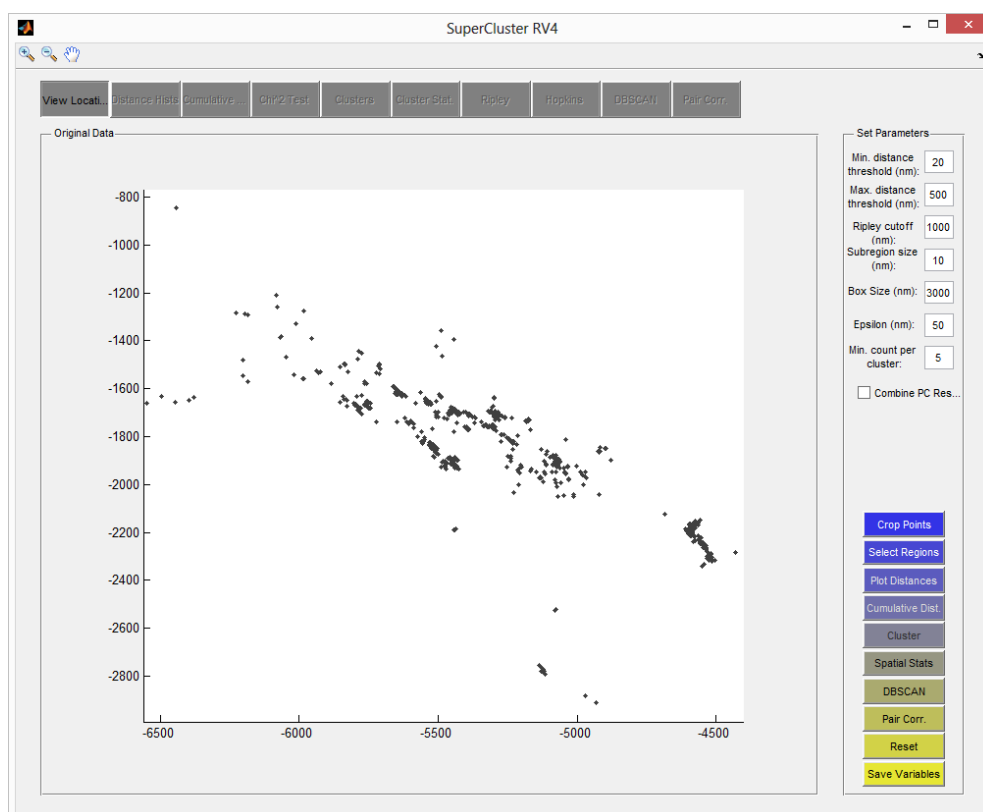 SuperCluster RV4
View Locati...
Distance Hists
Cumulative ...
Chi^2 Test
Clusters
Cluster Stat.
Ripley
Hopkins
DBSCAN
Pair Corr.
Original Data
-800
-1000
-1200
-1400
-1600
-1800
-2000
-2200
-2400
-2600
-2800
-6500
-6000
-5500
-5000
-4500
Set Parameters
Min. distance
threshold (nm):
20
Max. distance
threshold (nm):
500
Ripley cutoff
(nm):
1000
Subregion size
(nm):
10
Box Size (nm):
3000
Epsilon (nm):
50
Min. count per
cluster:
5
Combine PC Res...
Crop Points
Select Regions
Plot Distances
Cumulative Dist.
Cluster
Spatial Stats
DBSCAN
Pair Corr.
Reset
Save Variables